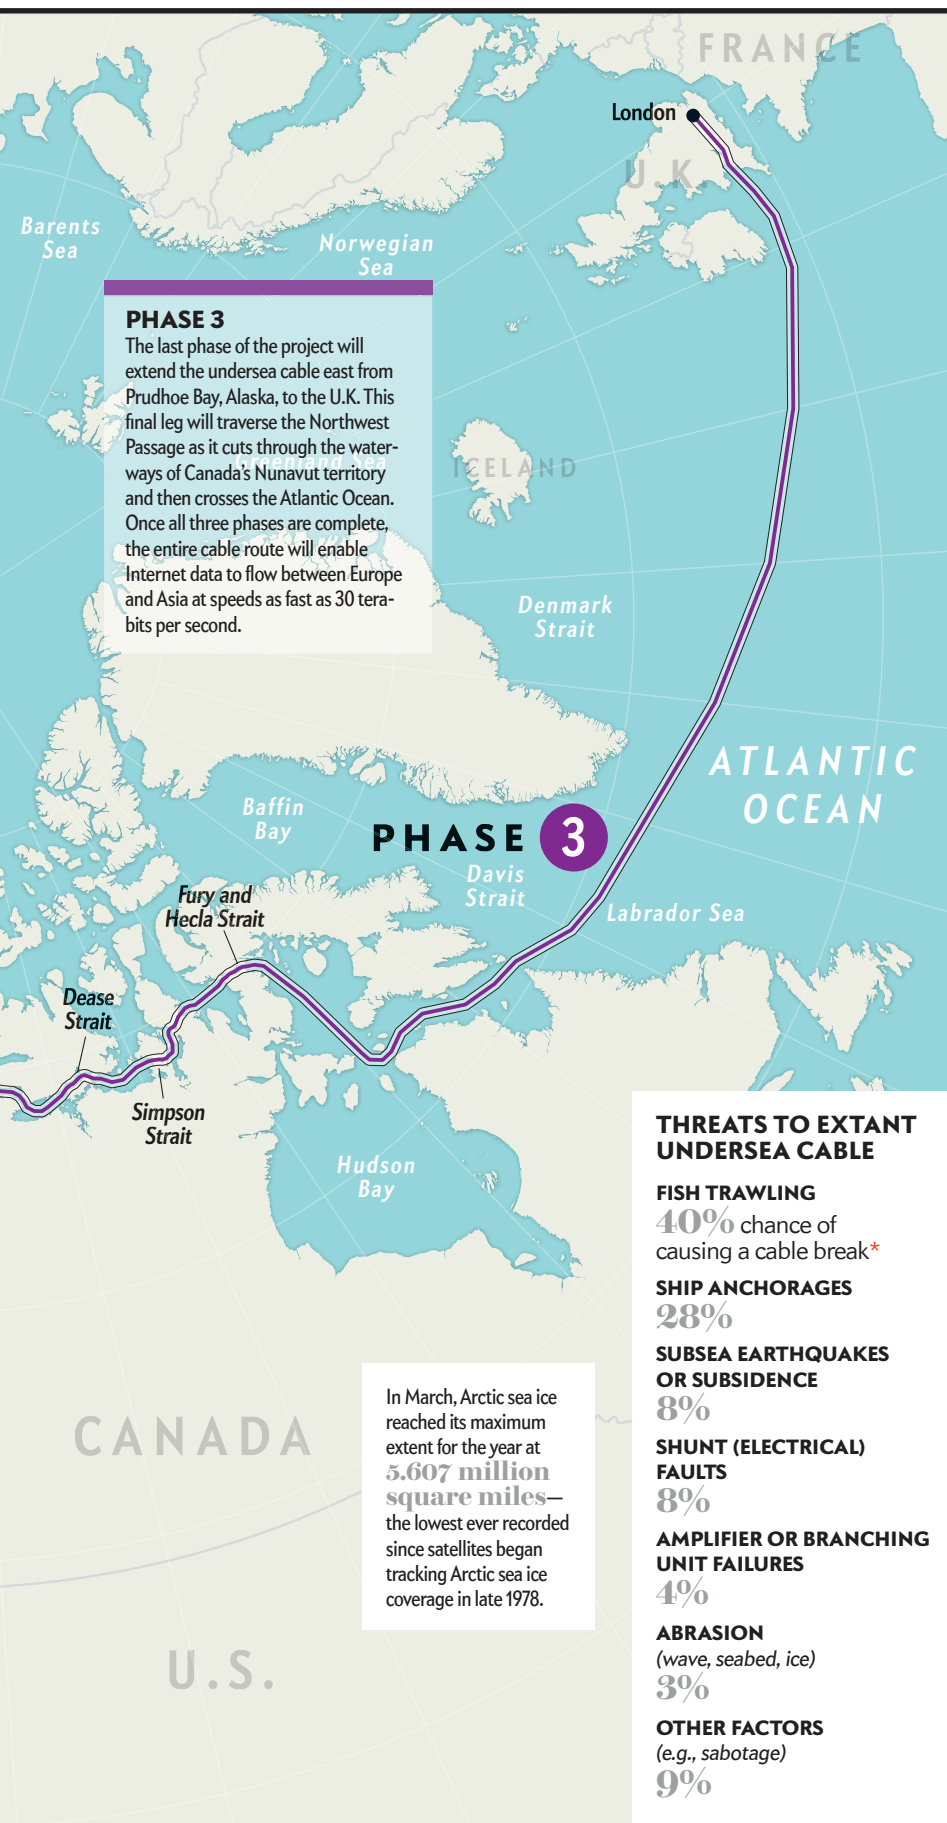 FRANCE
London
U.K.
Barents
Sea
Norwegian
Sea
PHASE 3
The last phase of the project will
extend the undersea cable east from
Prudhoe Bay, Alaska, to the U.K. This
final leg will traverse the Northwest
Passage as it cuts through the water-
ways of Canada's Nunavut territory
and then crosses the Atlantic Ocean.
Once all three phases are complete,
the entire cable route will enable
Internet data to flow between Europe
and Asia at speeds as fast as 30 tera-
bits per second.
Greenland Sea
ICELAND
Denmark
Strait
ATLANTIC
OCEAN
Baffin
Bay
PHASE 3
Davis
Strait
Labrador Sea
Fury and
Hecla Strait
Dease
Strait
Simpson
Strait
Hudson
Bay
CANADA
U.S.
In March, Arctic sea ice
reached its maximum
extent for the year at
5.607 million
square miles—
the lowest ever recorded
since satellites began
tracking Arctic sea ice
coverage in late 1978.
THREATS TO EXTANT
UNDERSEA CABLE
FISH TRAWLING
40% chance of
causing a cable break*
SHIP ANCHORAGES
28%
SUBSEA EARTHQUAKES
OR SUBSIDENCE
8%
SHUNT (ELECTRICAL)
FAULTS
8%
AMPLIFIER OR BRANCHING
UNIT FAILURES
4%
ABRASION
(wave, seabed, ice)
3%
OTHER FACTORS
(e.g., sabotage)
9%